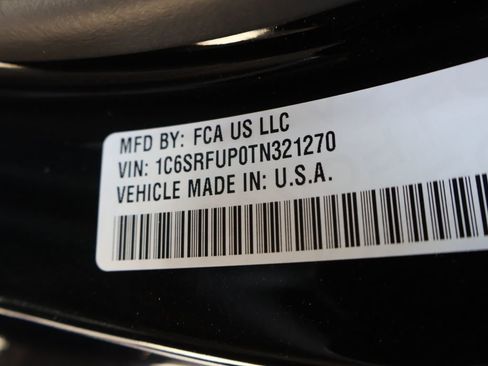 MFD BY: FCA US LLC
VIN: 1C6SRFUP0TN321270
VEHICLE MADE IN: U.S.A.